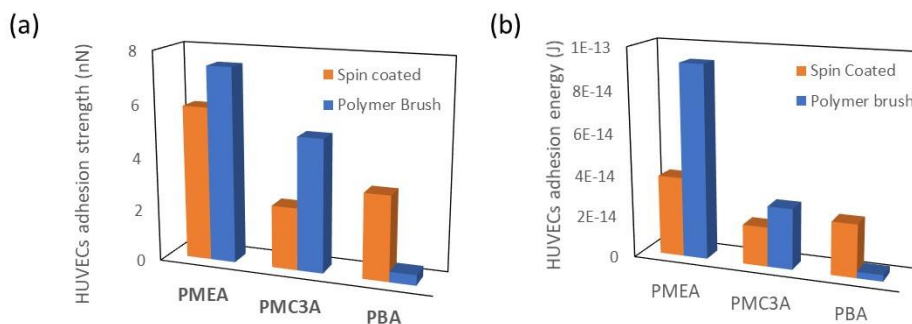 (a)
HUVECs adhesion strength (nN)
8
6
4
2
0
Spin coated
Polymer Brush
PMEA
PMC3A
PBA
(b)
HUVECs adhesion energy (J)
1E-13
8E-14
6E-14
4E-14
2E-14
0
Spin Coated
Polymer brush
PMEA
PMC3A
PBA